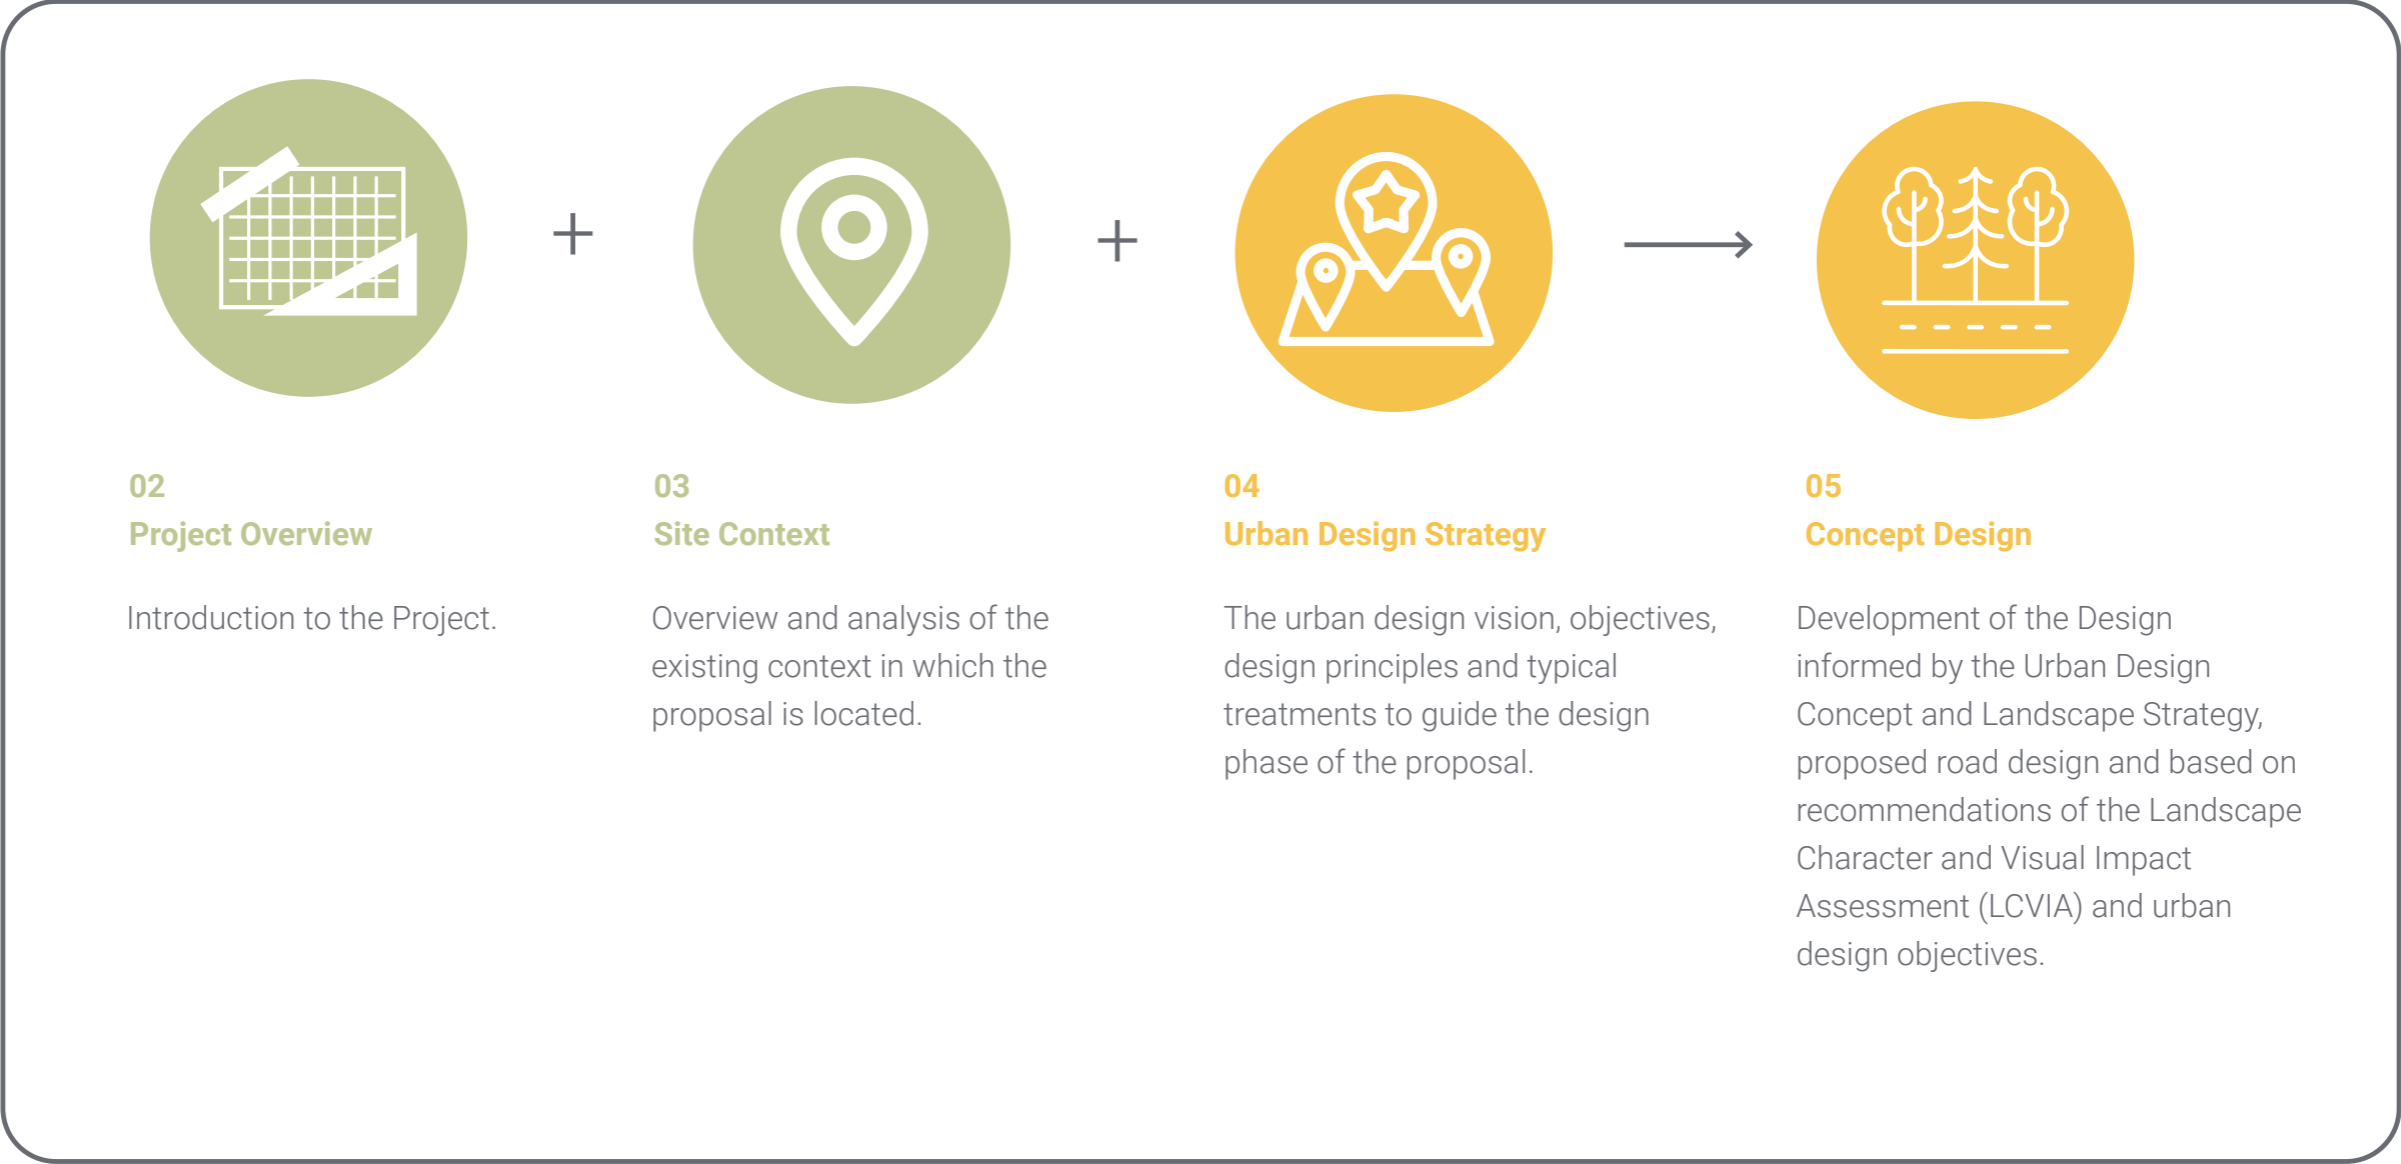 02
Project Overview
Introduction to the Project.
03
Site Context
Overview and analysis of the
existing context in which the
proposal is located.
04
Urban Design Strategy
The urban design vision, objectives,
design principles and typical
treatments to guide the design
phase of the proposal.
05
Concept Design
Development of the Design
informed by the Urban Design
Concept and Landscape Strategy,
proposed road design and based on
recommendations of the Landscape
Character and Visual Impact
Assessment (LCVIA) and urban
design objectives.